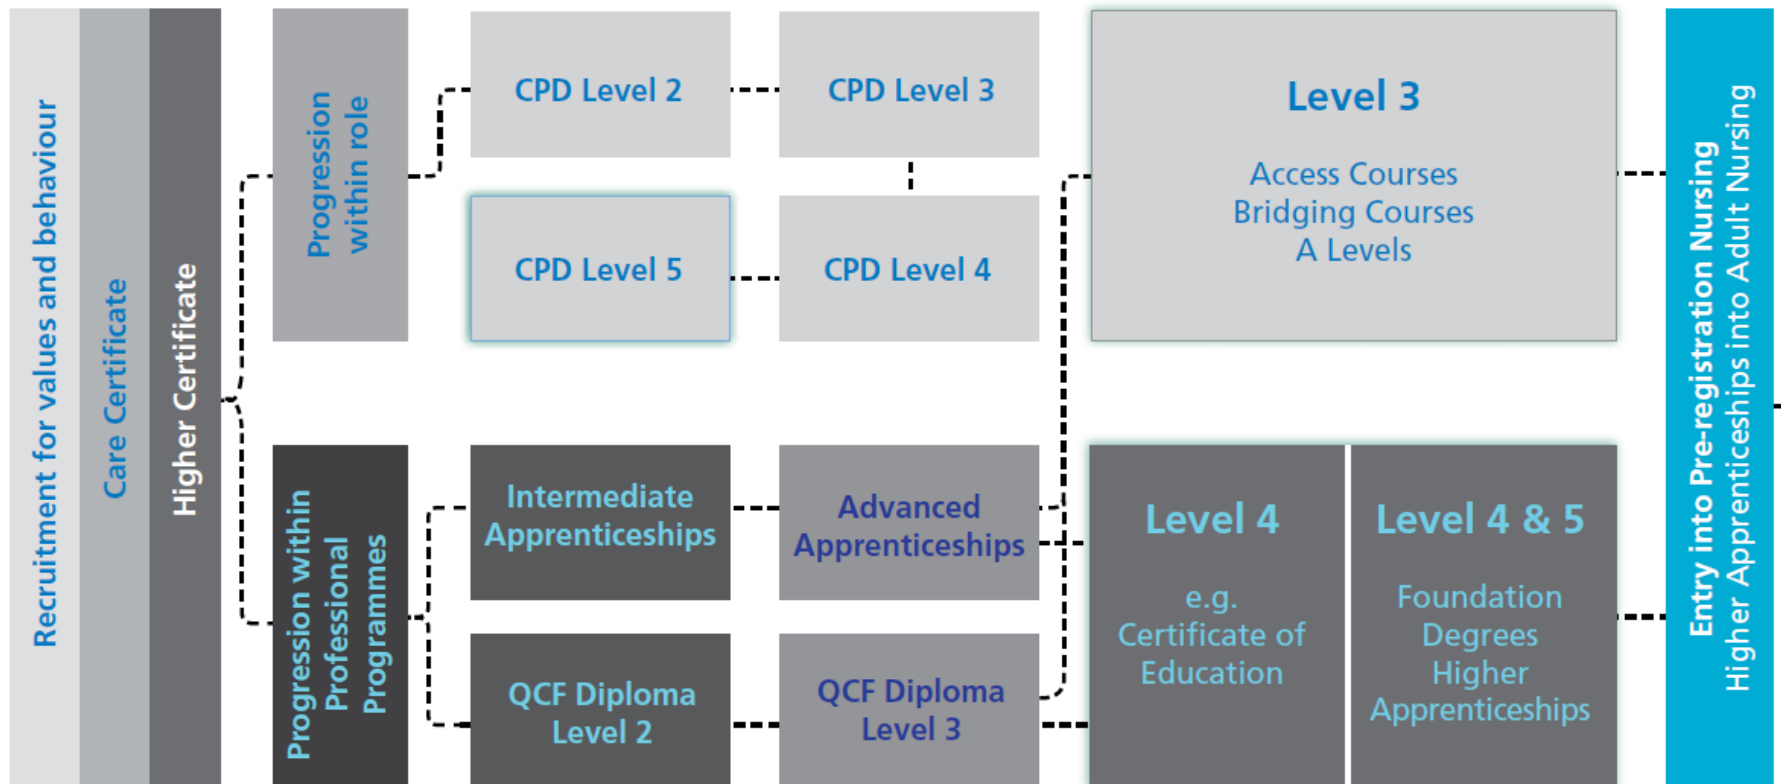 Recruitment for values and behaviour
Care Certificate
Higher Certificate
Progression
within role
CPD Level 2
CPD Level 3
CPD Level 5
CPD Level 4
Level 3
Access Courses
Bridging Courses
A Levels
Progression within
Professional
Programmes
Intermediate
Apprenticeships
Advanced
Apprenticeships
QCF Diploma
Level 2
QCF Diploma
Level 3
Level 4
e.g.
Certificate of
Education
Level 4 & 5
Foundation
Degrees
Higher
Apprenticeships
Entry into Pre-registration Nursing
Higher Apprenticeships into Adult Nursing